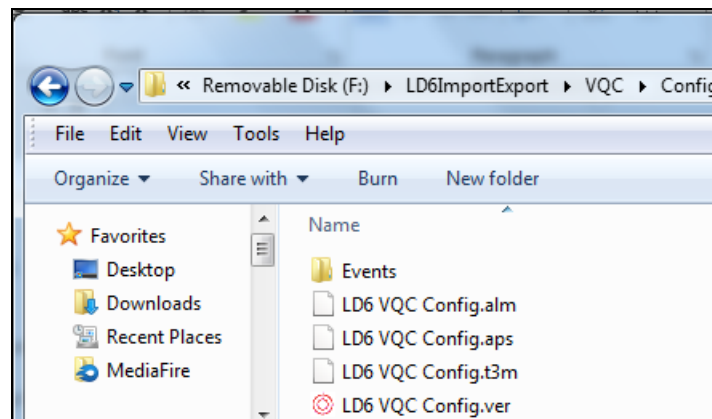 « Removable Disk (F:) ▸ LD6ImportExport ▸ VQC ▸ Config
File Edit View Tools Help
Organize ▾ Share with ▾ Burn New folder
Favorites
Desktop
Downloads
Recent Places
MediaFire
Name
Events
LD6 VQC Config.alm
LD6 VQC Config.aps
LD6 VQC Config.t3m
LD6 VQC Config.ver